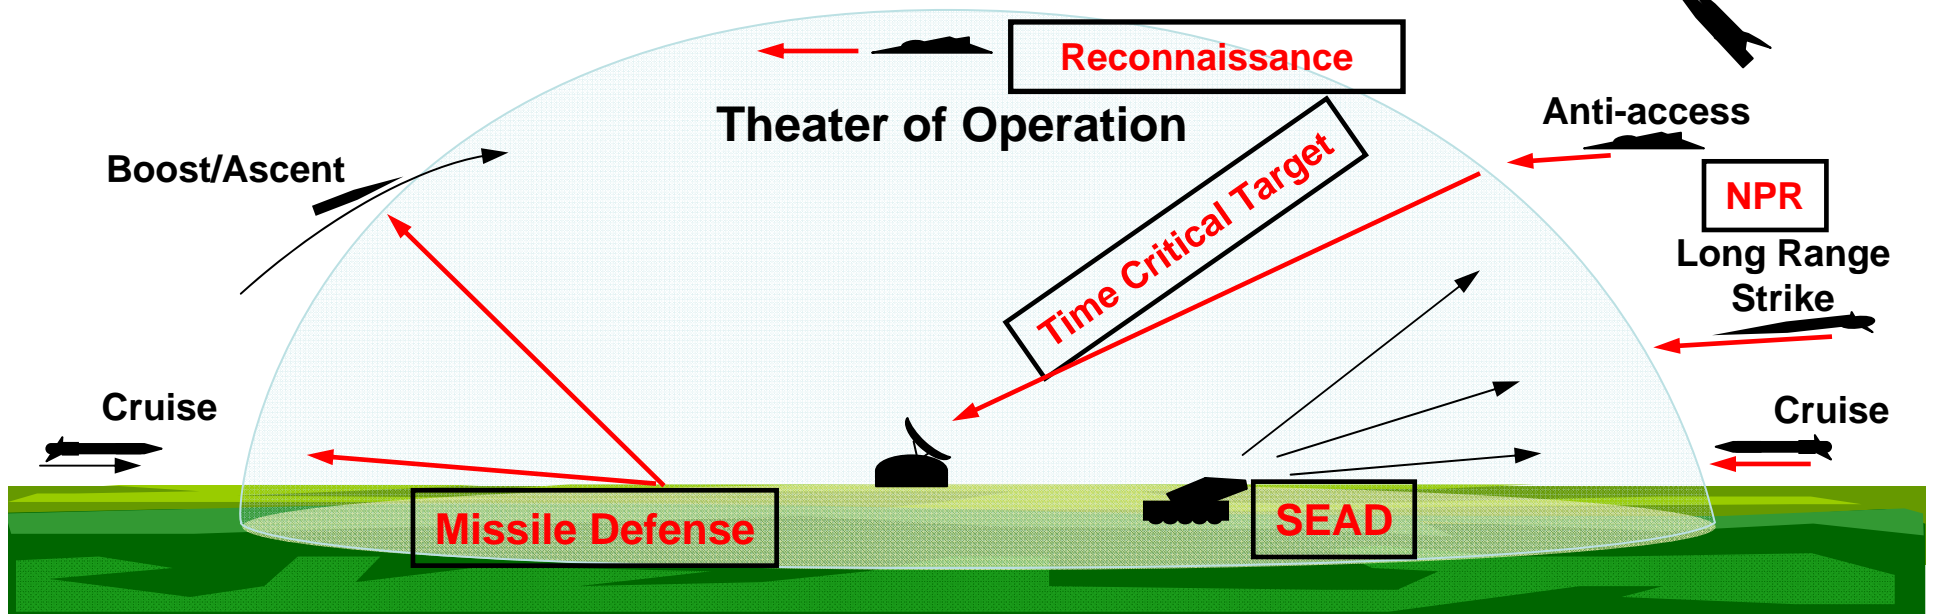 Reconnaissance
Theater of Operation
Anti-access
Boost/Ascent
Time Critical Target
NPR
Long Range
Strike
Cruise
Cruise
Missile Defense
SEAD